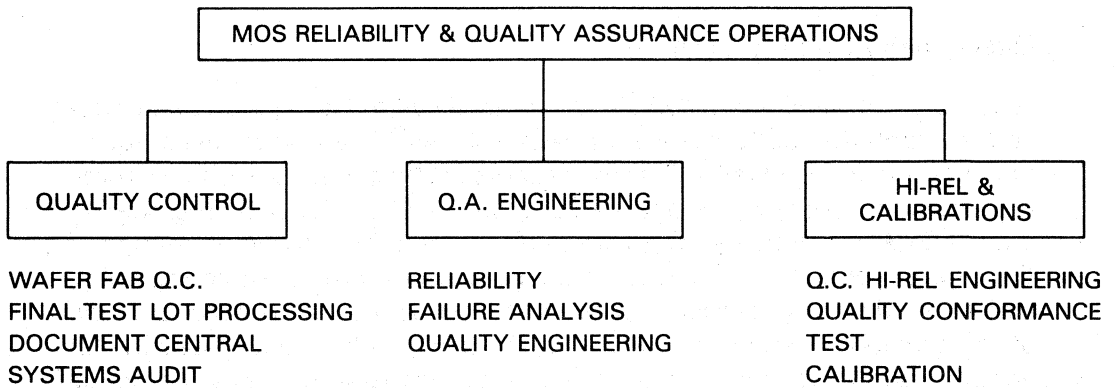 MOS RELIABILITY & QUALITY ASSURANCE OPERATIONS
QUALITY CONTROL
WAFER FAB Q.C.
FINAL TEST LOT PROCESSING
DOCUMENT CENTRAL
SYSTEMS AUDIT
Q.A. ENGINEERING
RELIABILITY
FAILURE ANALYSIS
QUALITY ENGINEERING
HI-REL &
CALIBRATIONS
Q.C. HI-REL ENGINEERING
QUALITY CONFORMANCE
TEST
CALIBRATION